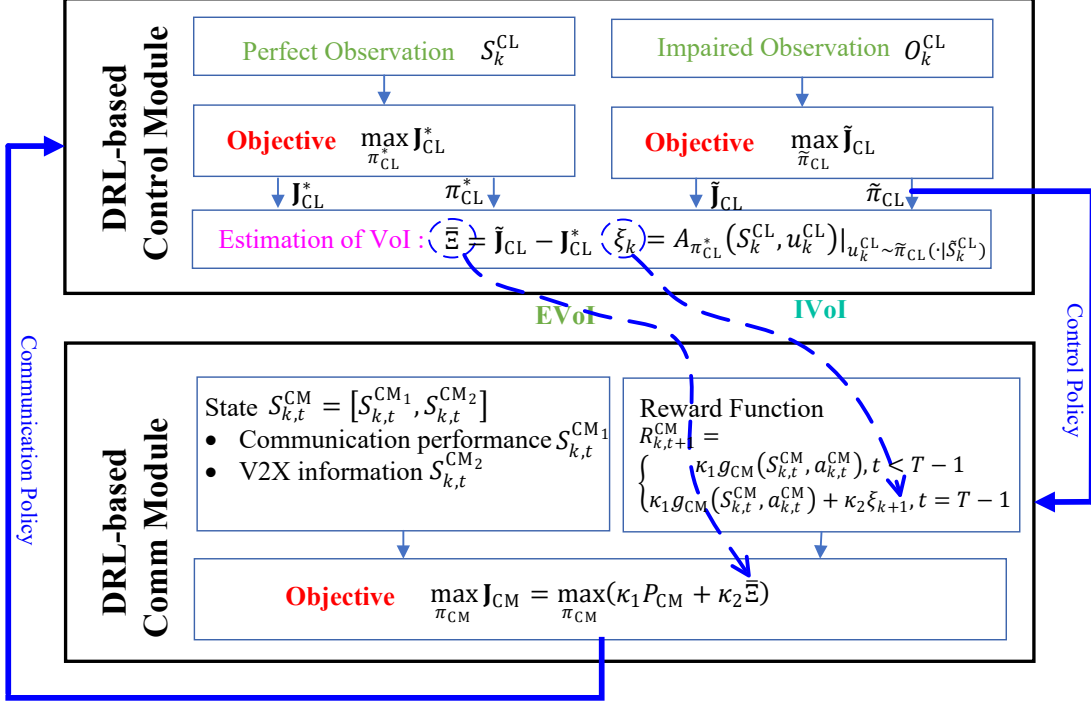 DRL-based
Control Module
Perfect Observation S_k^CL
Impaired Observation O_k^CL
Objective max_{π*_CL} J*_CL
Objective max_{π̃_CL} J̃_CL
J*_CL
π*_CL
J̃_CL
π̃_CL
Estimation of VoI : Ξ̄ = J̃_CL − J*_CL ξ_k = A_{π*_CL}(S_k^CL, u_k^CL)|_{u_k^CL∼π̃_CL(·|S̃_k^CL)}
EVoI
IVoI
Communication Policy
Control Policy
DRL-based
Comm Module
State S_{k,t}^CM = [S_{k,t}^{CM_1}, S_{k,t}^{CM_2}]
• Communication performance S_{k,t}^{CM_1}
• V2X information S_{k,t}^{CM_2}
Reward Function
R_{k,t+1}^CM =
{ κ_1 g_CM(S_{k,t}^CM, a_{k,t}^CM), t < T − 1
κ_1 g_CM(S_{k,t}^CM, a_{k,t}^CM) + κ_2 ξ_{k+1}, t = T − 1
Objective max_{π_CM} J_CM = max_{π_CM}(κ_1 P_CM + κ_2 Ξ̄)